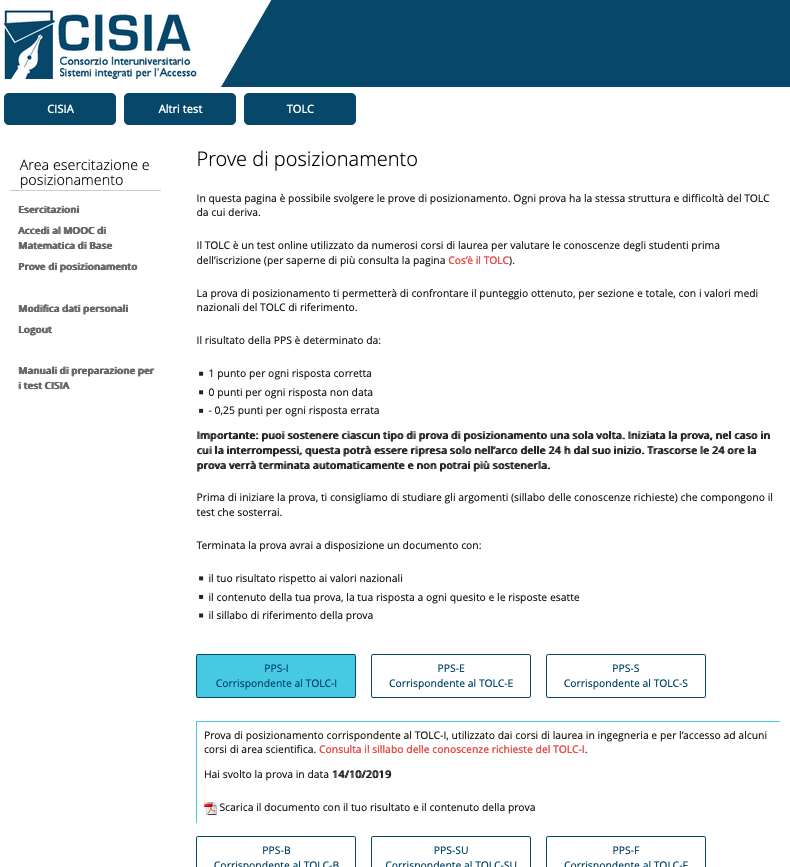 CISIA
Consorzio Interuniversitario
Sistemi integrati per l'Accesso
CISIA
Altri test
TOLC
Area esercitazione e
posizionamento
Esercitazioni
Accedi al MOOC di
Matematica di Base
Prove di posizionamento
Modifica dati personali
Logout
Manuali di preparazione per
i test CISIA
Prove di posizionamento
In questa pagina è possibile svolgere le prove di posizionamento. Ogni prova ha la stessa struttura e difficoltà del TOLC
da cui deriva.
Il TOLC è un test online utilizzato da numerosi corsi di laurea per valutare le conoscenze degli studenti prima
dell'iscrizione (per saperne di più consulta la pagina Cos'è il TOLC).
La prova di posizionamento ti permetterà di confrontare il punteggio ottenuto, per sezione e totale, con i valori medi
nazionali del TOLC di riferimento.
Il risultato della PPS è determinato da:
1 punto per ogni risposta corretta
0 punti per ogni risposta non data
- 0,25 punti per ogni risposta errata
Importante: puoi sostenere ciascun tipo di prova di posizionamento una sola volta. Iniziata la prova, nel caso in
cui la interrompessi, questa potrà essere ripresa solo nell'arco delle 24 h dal suo inizio. Trascorse le 24 ore la
prova verrà terminata automaticamente e non potrai più sostenerla.
Prima di iniziare la prova, ti consigliamo di studiare gli argomenti (sillabo delle conoscenze richieste) che compongono il
test che sosterrai.
Terminata la prova avrai a disposizione un documento con:
il tuo risultato rispetto ai valori nazionali
il contenuto della tua prova, la tua risposta a ogni quesito e le risposte esatte
il sillabo di riferimento della prova
PPS-I
Corrispondente al TOLC-I
PPS-E
Corrispondente al TOLC-E
PPS-S
Corrispondente al TOLC-S
Prova di posizionamento corrispondente al TOLC-I, utilizzato dai corsi di laurea in ingegneria e per l'accesso ad alcuni
corsi di area scientifica. Consulta il sillabo delle conoscenze richieste del TOLC-I.
Hai svolto la prova in data 14/10/2019
Scarica il documento con il tuo risultato e il contenuto della prova
PPS-B
Corrispondente al TOLC-B
PPS-SU
Corrispondente al TOLC-SU
PPS-F
Corrispondente al TOLC-F